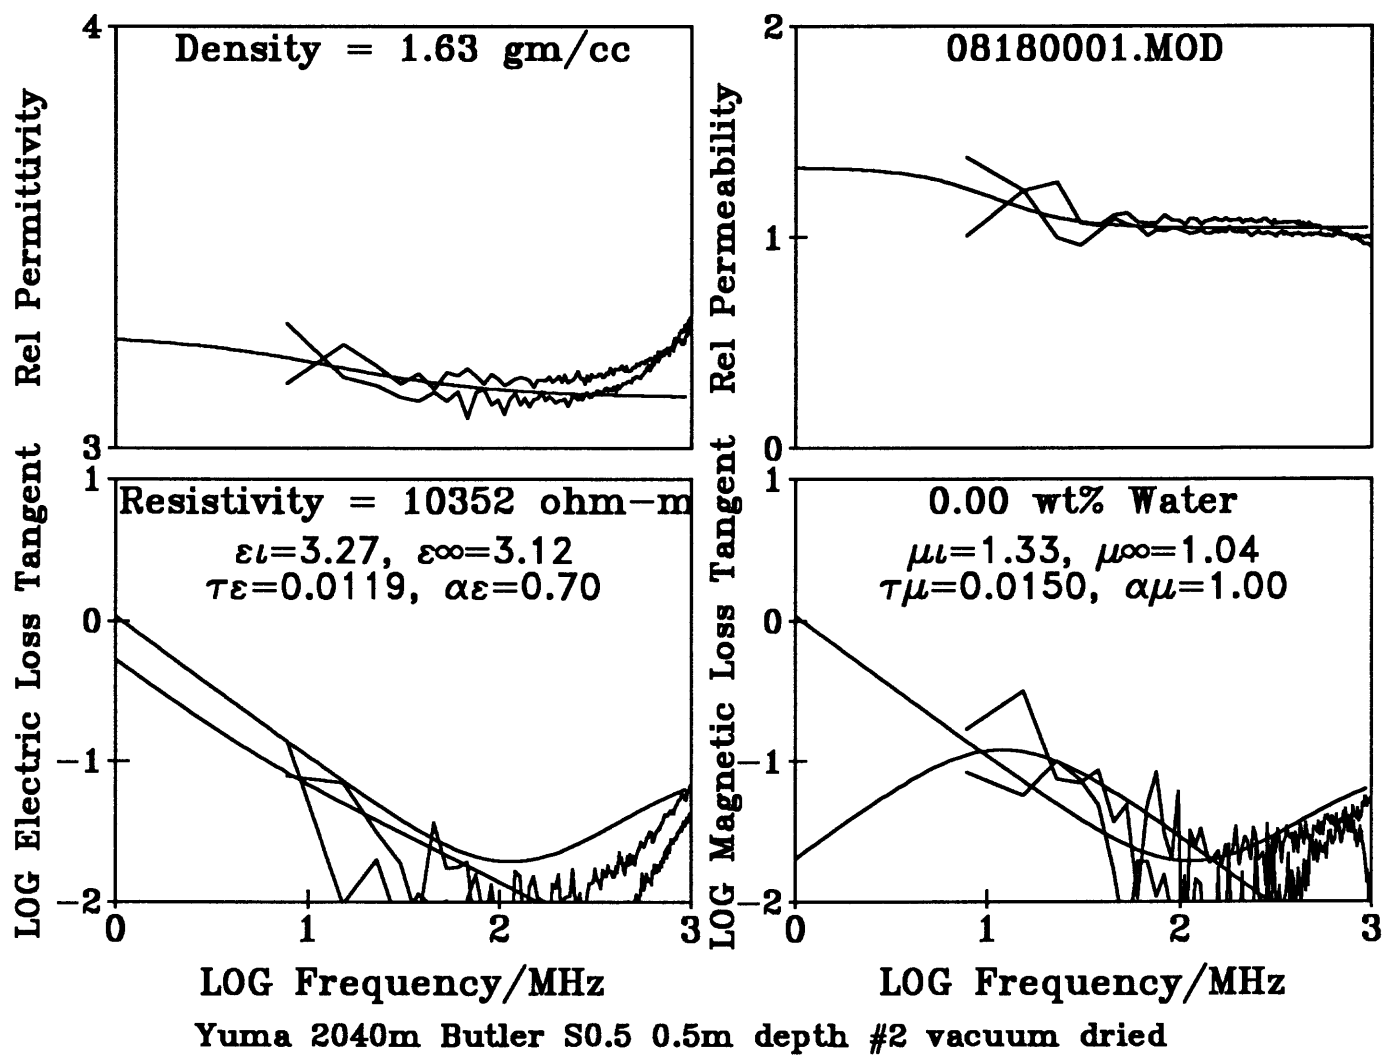 4
Density = 1.63 gm/cc
Rel Permittivity
3
2
08180001.MOD
Rel Permeability
1
0
1
Resistivity = 10352 ohm-m
ει=3.27, ε∞=3.12
τε=0.0119, αε=0.70
LOG Electric Loss Tangent
0
-1
-2
0 1 2 3
LOG Frequency/MHz
1
0.00 wt% Water
μι=1.33, μ∞=1.04
τμ=0.0150, αμ=1.00
LOG Magnetic Loss Tangent
0
-1
-2
0 1 2 3
LOG Frequency/MHz
Yuma 2040m Butler S0.5 0.5m depth #2 vacuum dried